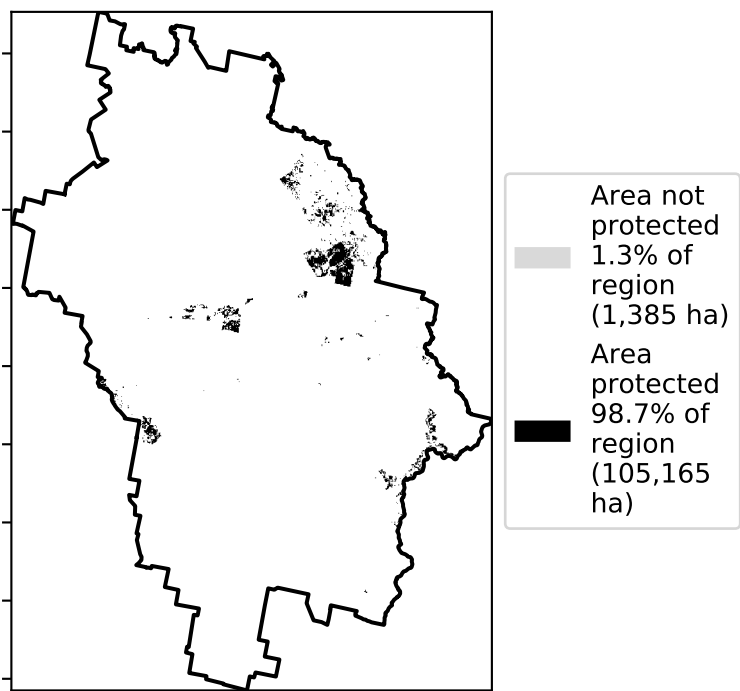 Area not
protected
1.3% of
region
(1,385 ha)
Area
protected
98.7% of
region
(105,165
ha)